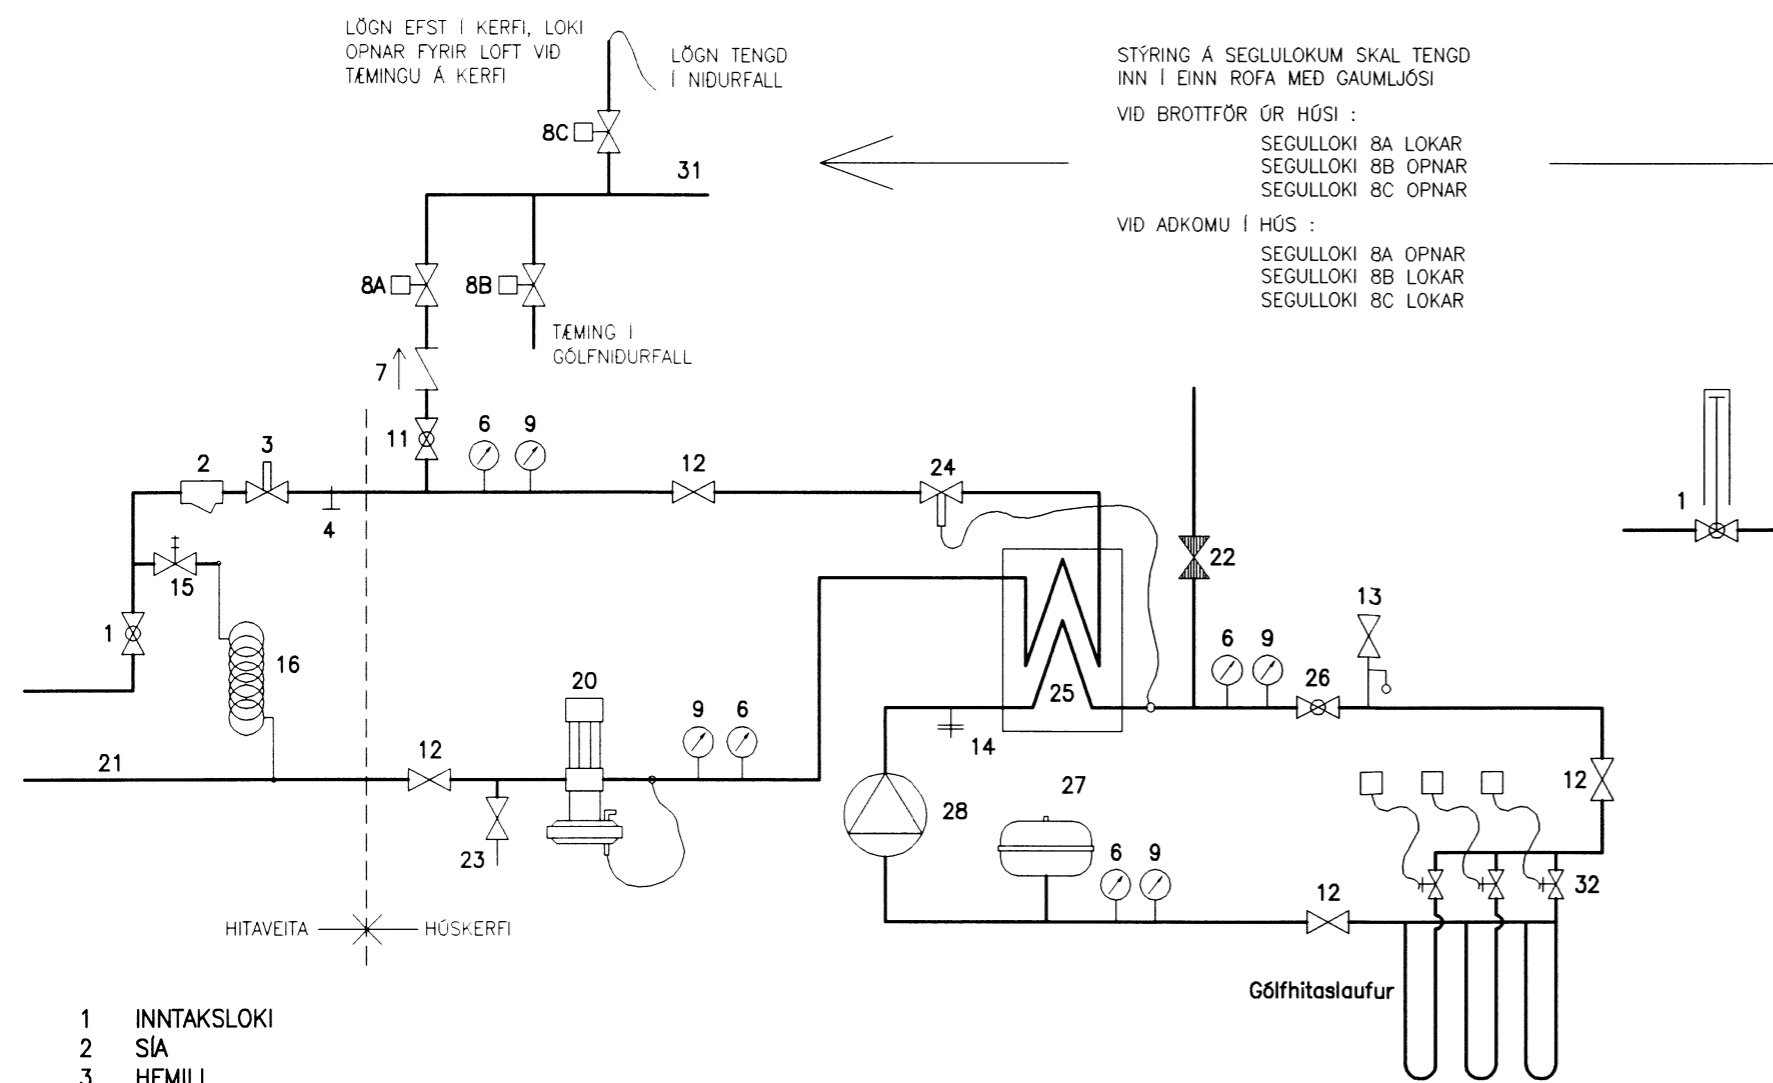 LÖGN EFST Í KERFI, LOKI
OPNAR FYRIR LOFT VIÐ
TÆMINGU Á KERFI
LÖGN TENGD
Í NIÐURFALL
STÝRING Á SEGLULOKUM SKAL TENGD
INN Í EINN ROFA MEÐ GAUMLJÓSI
VIÐ BROTTFÖR ÚR HÚSI :
SEGULLOKI 8A LOKAR
SEGULLOKI 8B OPNAR
SEGULLOKI 8C OPNAR
VIÐ AÐKOMU Í HÚS :
SEGULLOKI 8A OPNAR
SEGULLOKI 8B LOKAR
SEGULLOKI 8C LOKAR
8C
31
8A
8B
TÆMING Í
GÓLFNIÐURFALL
7
11
6
9
2
3
4
12
24
1
22
15
1
16
13
6
9
26
25
14
20
9
6
12
21
23
28
27
6
9
12
12
32
HITAVEITA
HÚSKERFI
Gólfhitaslaufur
1 INNTAKSLOKI
2 SÍA
3 HEMILL